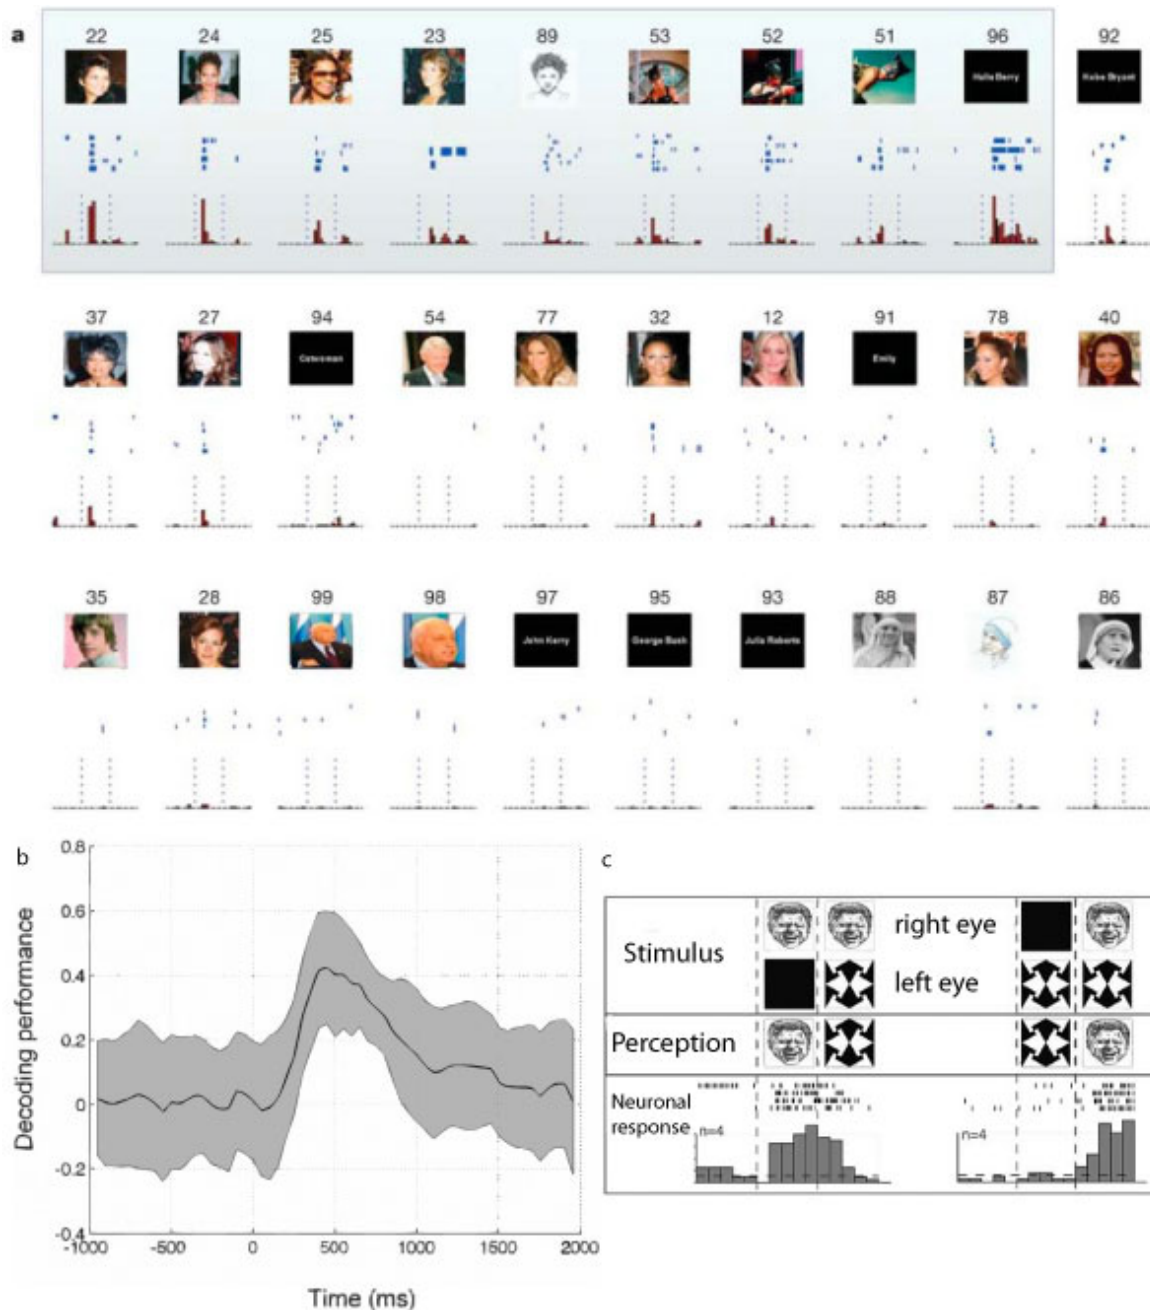 a
22 24 25 23 89 53 52 51 96 92
Halle Berry Kobe Bryant
37 27 94 54 77 32 12 91 78 40
Catwoman Emily
35 28 99 98 97 95 93 88 87 86
John Kerry George Bush Julia Roberts
b
0.8
0.6
0.4
0.2
0
-0.2
-0.4
Decoding performance
-1000 -500 0 500 1000 1500 2000
Time (ms)
c
Stimulus
right eye
left eye
Perception
Neuronal
response
n=4 n=4